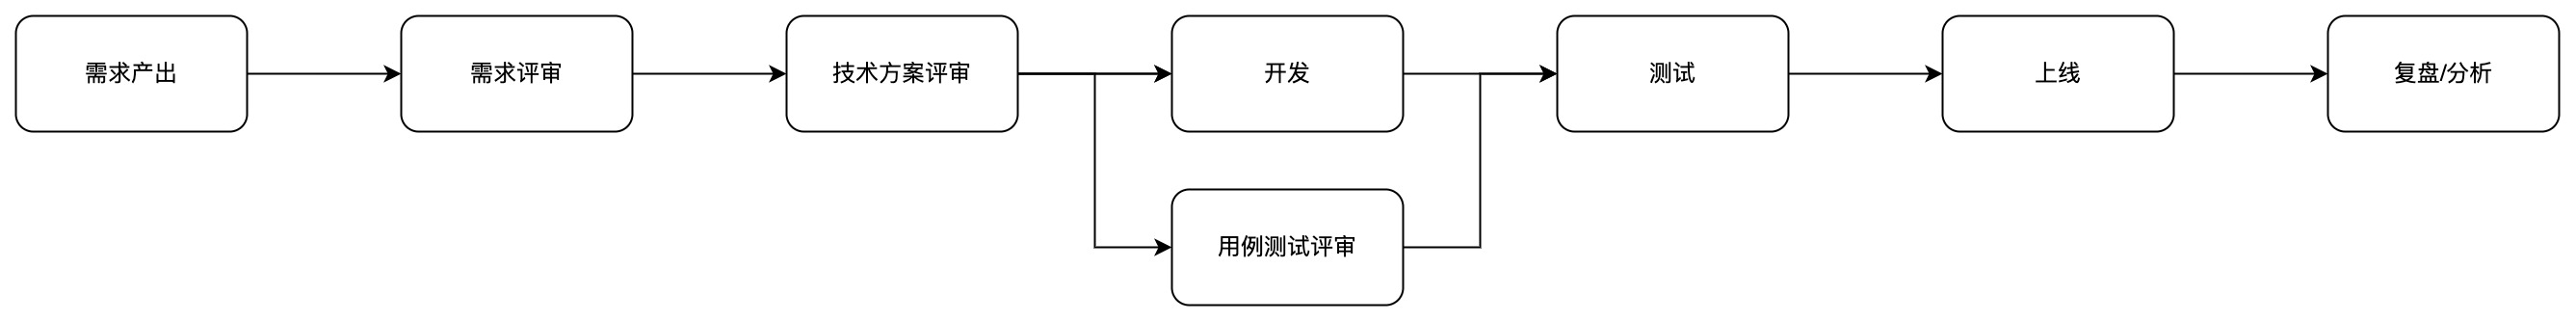 需求产出
需求评审
技术方案评审
开发
测试
上线
复盘/分析
用例测试评审